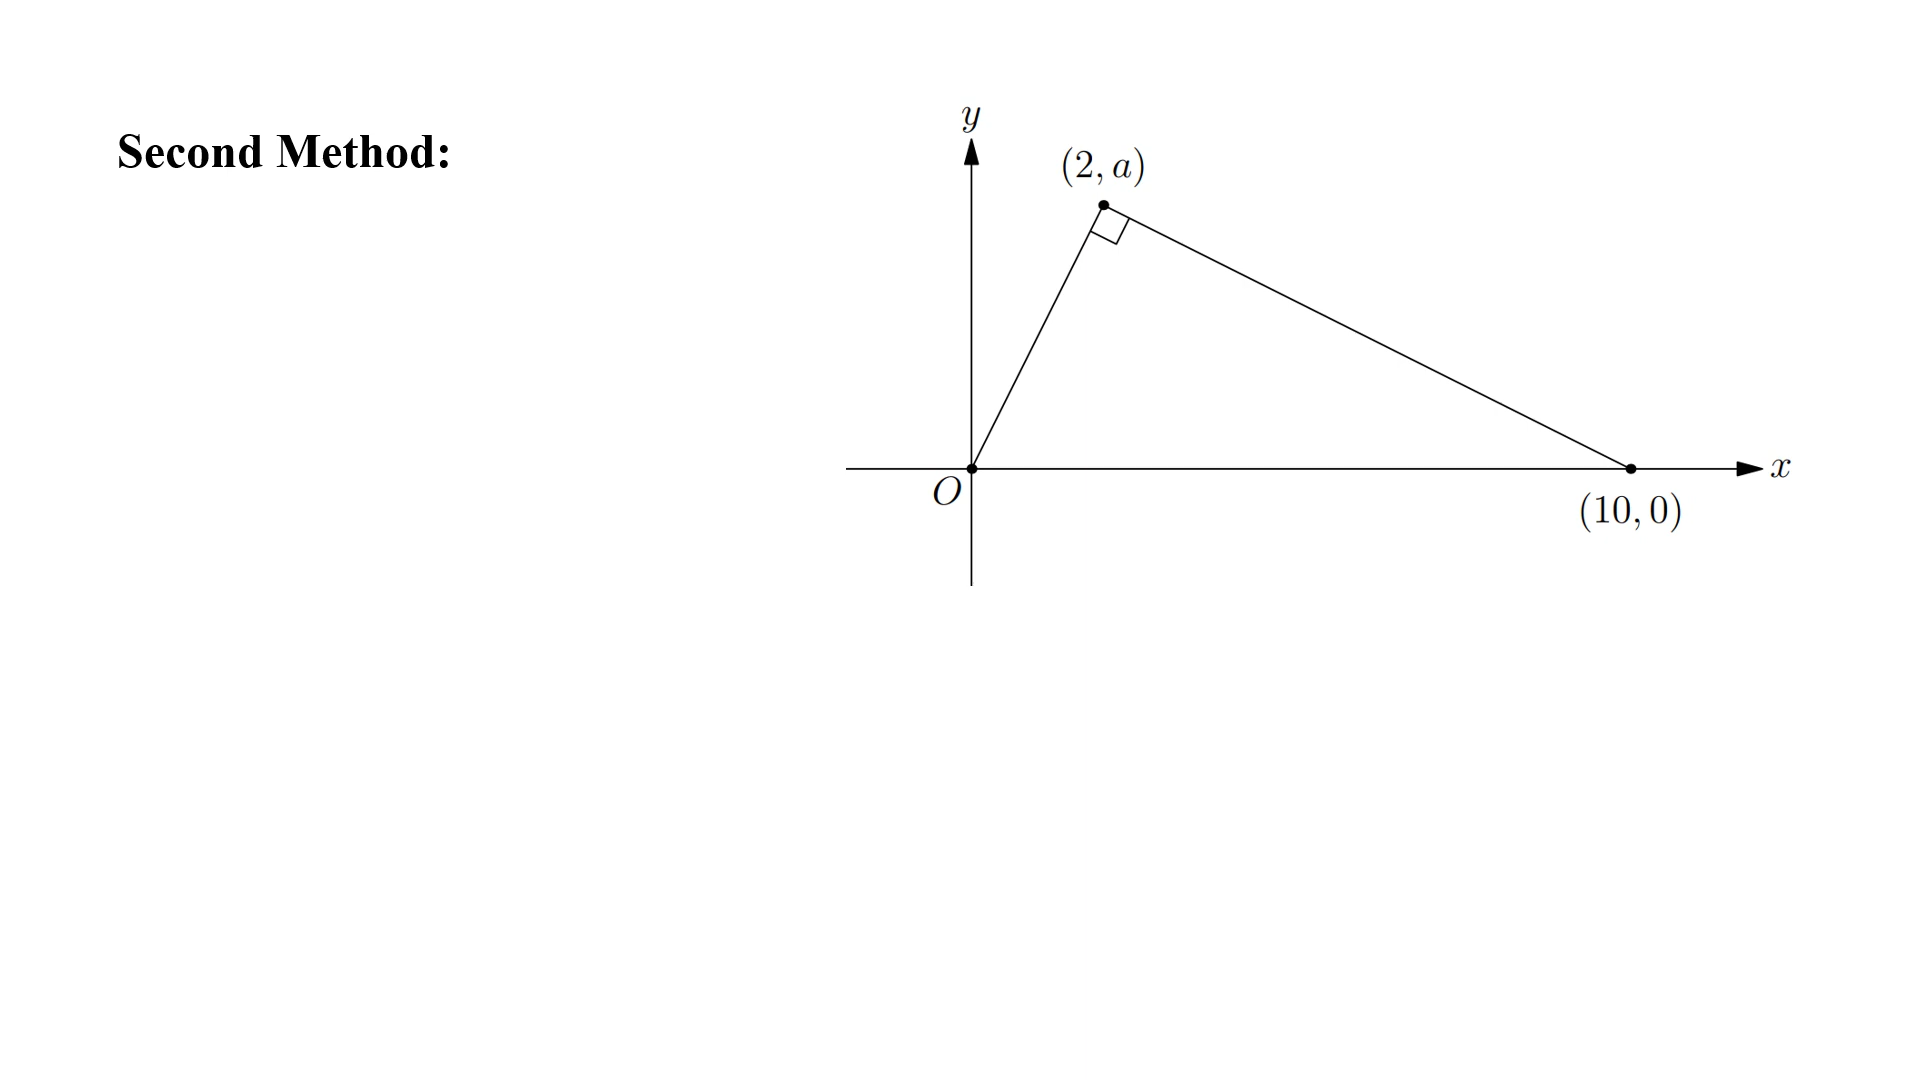 Second Method:
y
(2, a)
x
O
(10, 0)